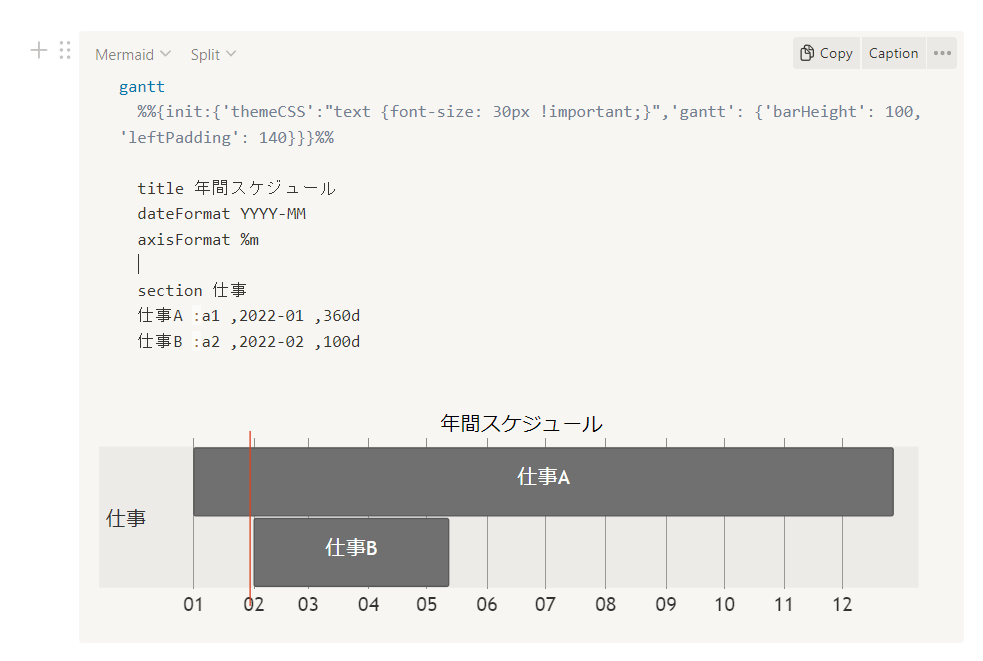 Mermaid Split Copy Caption
gantt
%%{init:{'themeCSS':"text {font-size: 30px !important;}",'gantt': {'barHeight': 100,
'leftPadding': 140}}}%%
title 年間スケジュール
dateFormat YYYY-MM
axisFormat %m
section 仕事
仕事A :a1 ,2022-01 ,360d
仕事B :a2 ,2022-02 ,100d
年間スケジュール
仕事A
仕事
仕事B
01 02 03 04 05 06 07 08 09 10 11 12